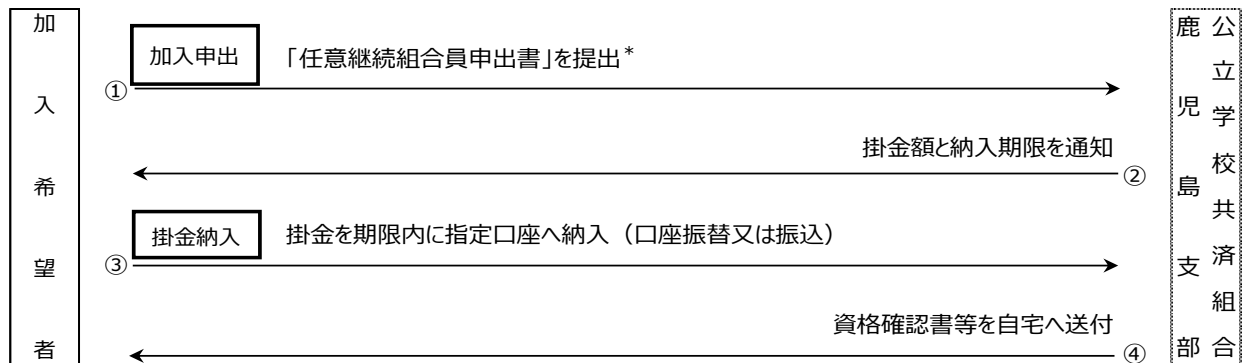 加入希望者
加入申出 「任意継続組合員申出書」を提出*
①
掛金額と納入期限を通知
②
掛金納入 掛金を期限内に指定口座へ納入（口座振替又は振込）
③
資格確認書等を自宅へ送付
④
公立学校共済組合
鹿児島支部